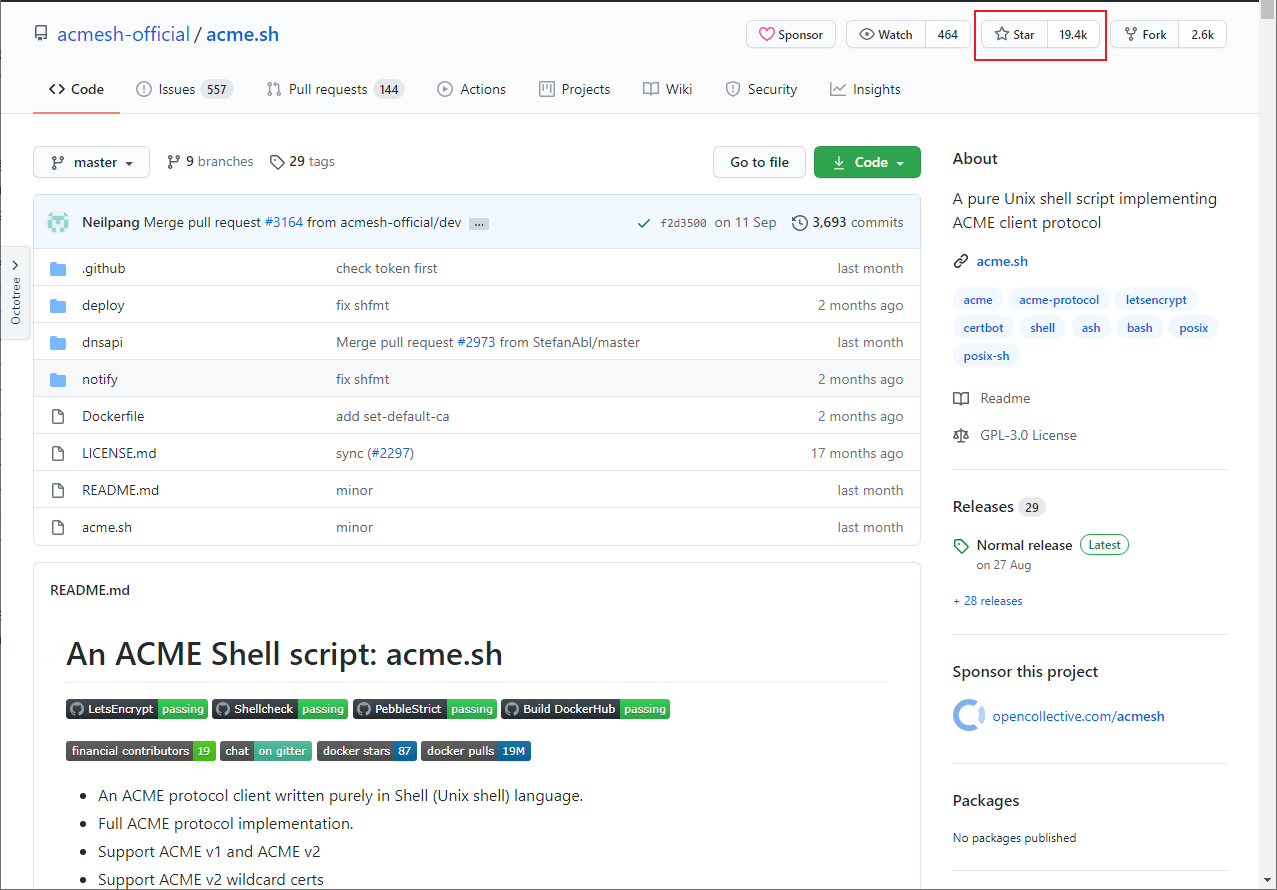 acmesh-official / acme.sh
Sponsor
Watch 464
Star 19.4k
Fork 2.6k
Code
Issues 557
Pull requests 144
Actions
Projects
Wiki
Security
Insights
master
9 branches
29 tags
Go to file
Code
Neilpang Merge pull request #3164 from acmesh-official/dev ... f2d3500 on 11 Sep 3,693 commits
.github check token first last month
deploy fix shfmt 2 months ago
dnsapi Merge pull request #2973 from StefanAbl/master last month
notify fix shfmt 2 months ago
Dockerfile add set-default-ca 2 months ago
LICENSE.md sync (#2297) 17 months ago
README.md minor last month
acme.sh minor last month
Octotree
README.md
An ACME Shell script: acme.sh
LetsEncrypt passing Shellcheck passing PebbleStrict passing Build DockerHub passing
financial contributors 19 chat on gitter docker stars 87 docker pulls 19M
• An ACME protocol client written purely in Shell (Unix shell) language.
• Full ACME protocol implementation.
• Support ACME v1 and ACME v2
• Support ACME v2 wildcard certs
About
A pure Unix shell script implementing
ACME client protocol
acme.sh
acme acme-protocol letsencrypt
certbot shell ash bash posix
posix-sh
Readme
GPL-3.0 License
Releases 29
Normal release Latest
on 27 Aug
+ 28 releases
Sponsor this project
opencollective.com/acmesh
Packages
No packages published